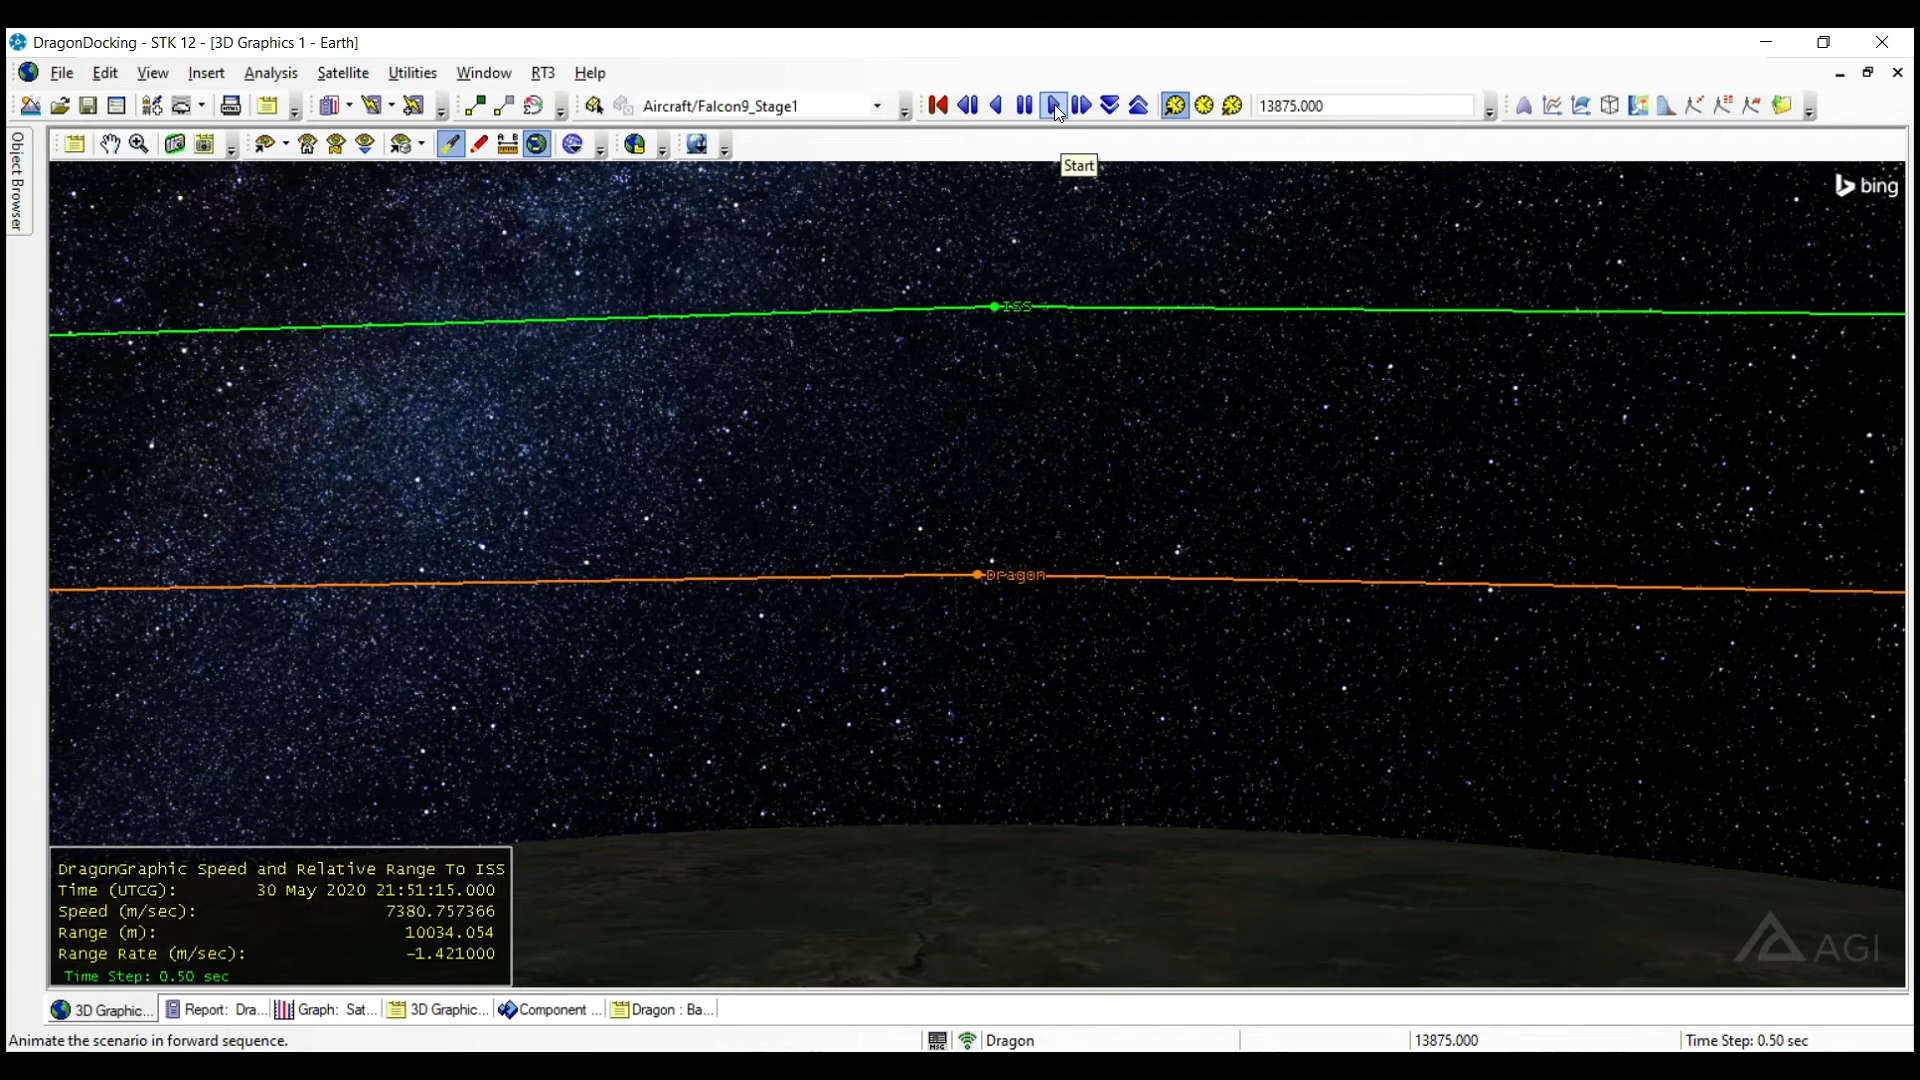 DragonDocking - STK 12 - [3D Graphics 1 - Earth]
File Edit View Insert Analysis Satellite Utilities Window RT3 Help
Aircraft/Falcon9_Stage1 13875.000
Object Browser
Start
bing
ISS
Dragon
DragonGraphic Speed and Relative Range To ISS
Time (UTCG): 30 May 2020 21:51:15.000
Speed (m/sec): 7380.757366
Range (m): 10034.054
Range Rate (m/sec): -1.421000
Time Step: 0.50 sec
AGI
3D Graphic... Report: Dra... Graph: Sat... 3D Graphic... Component ... Dragon : Ba...
Animate the scenario in forward sequence. Dragon 13875.000 Time Step: 0.50 sec